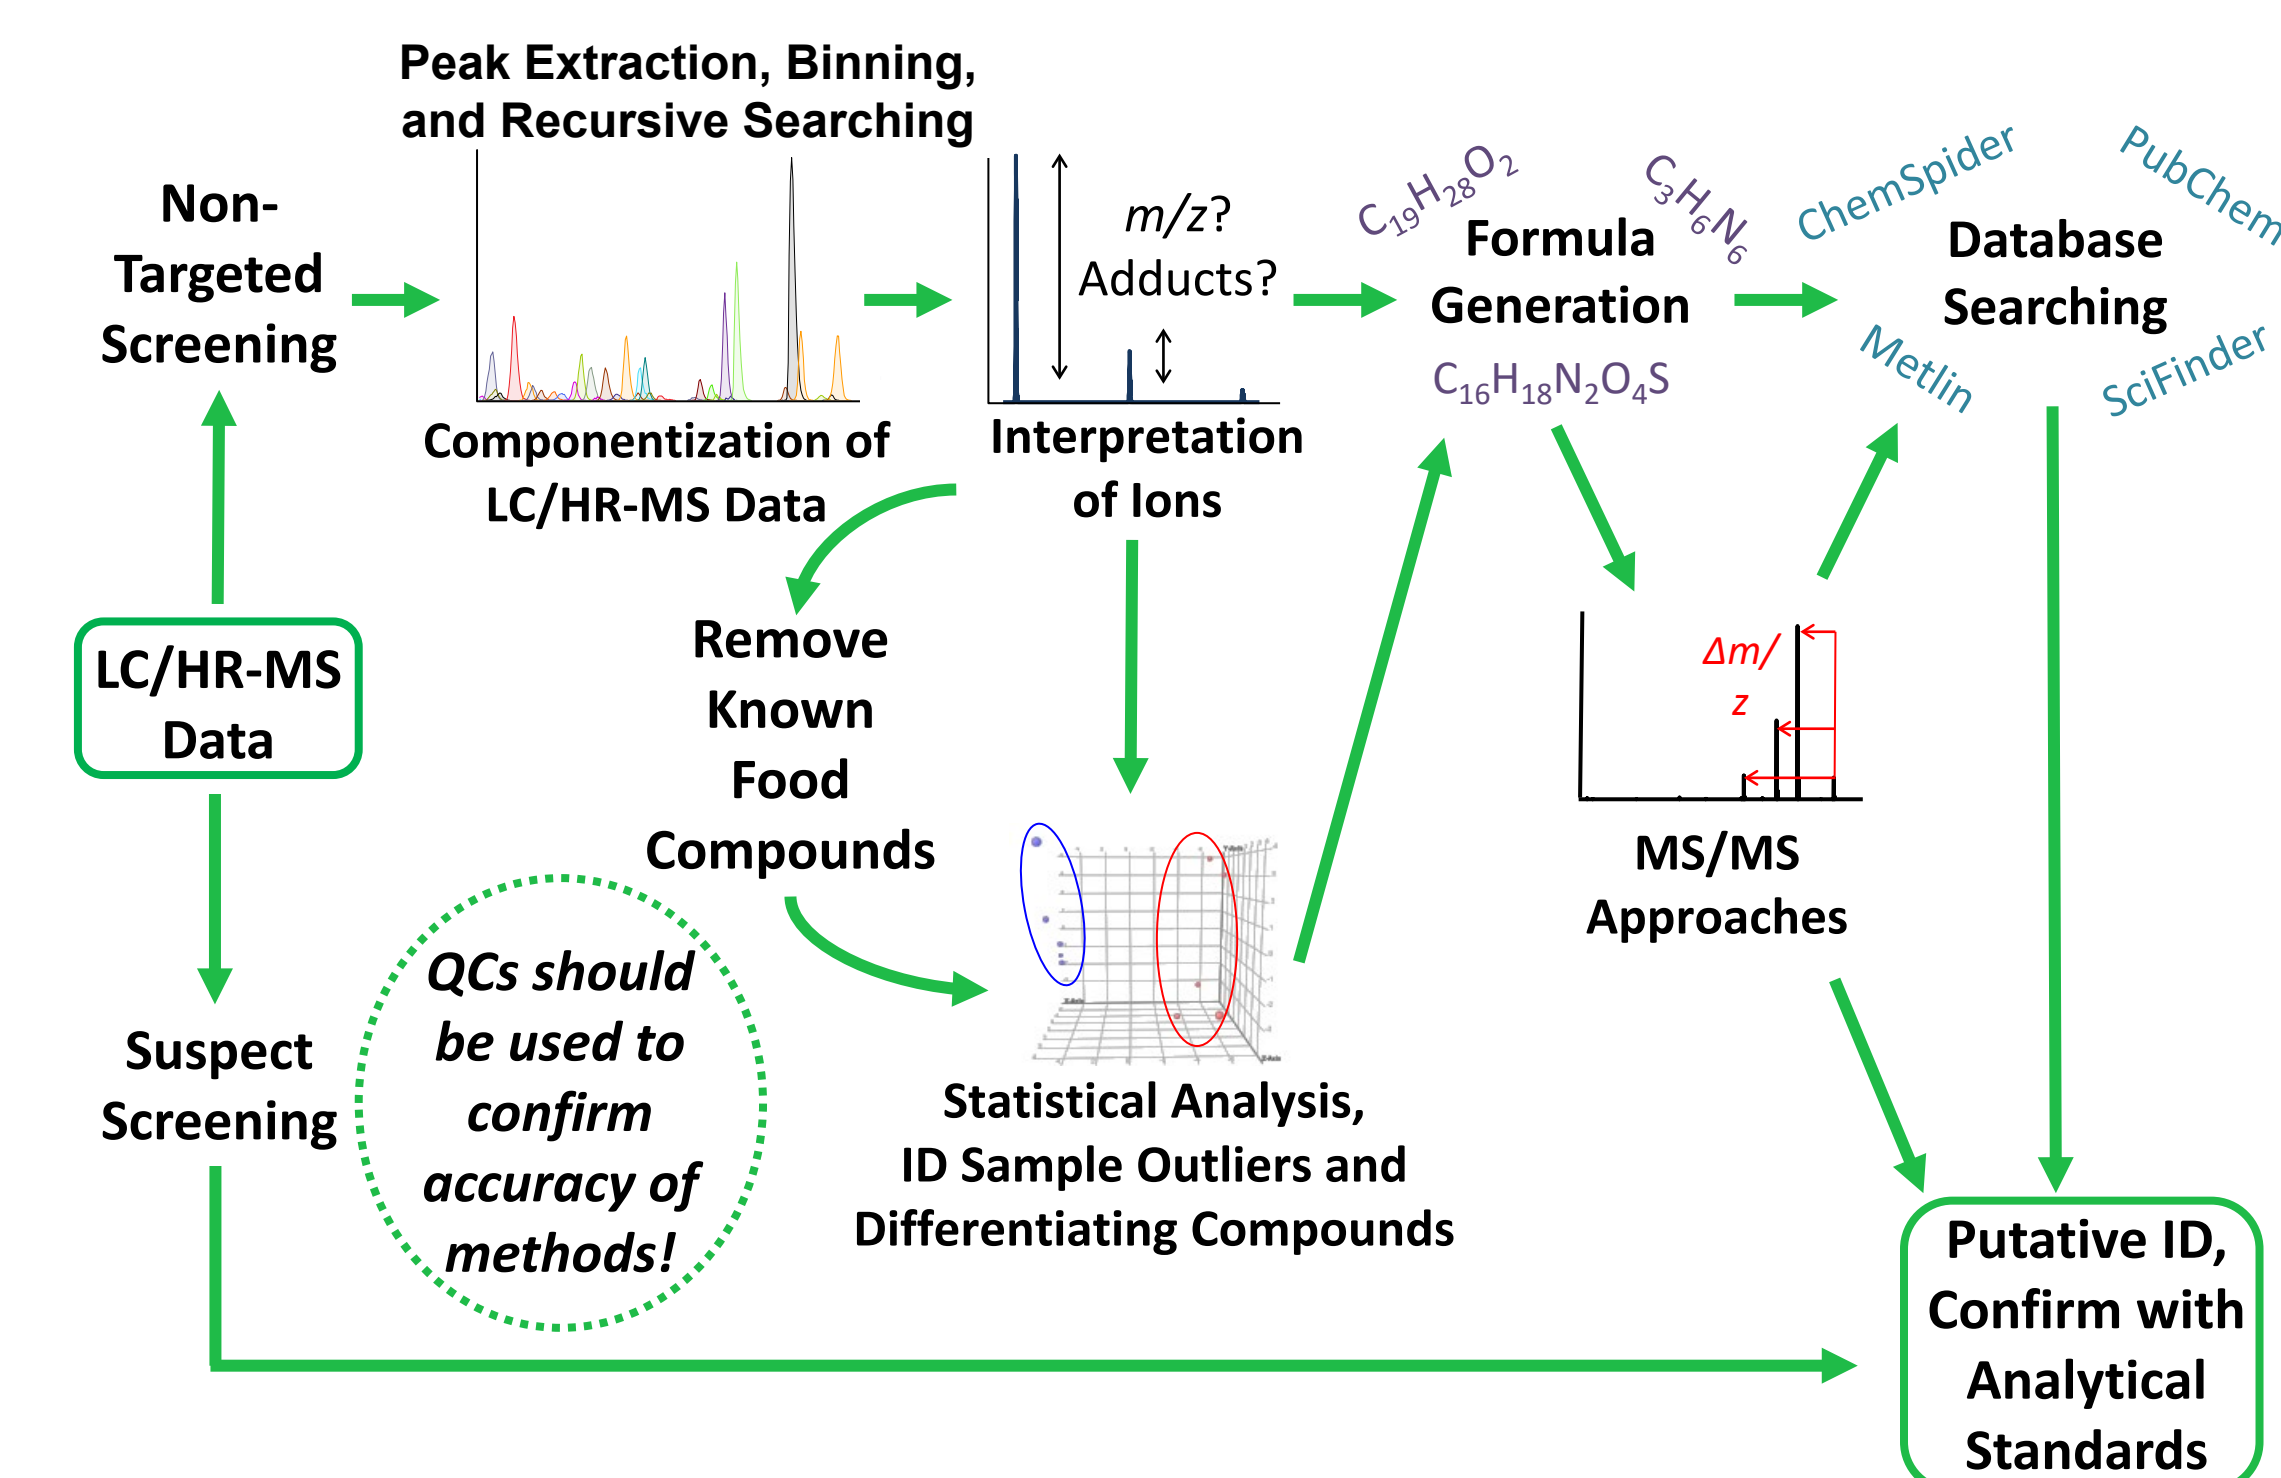 Peak Extraction, Binning,
and Recursive Searching
Non-
Targeted
Screening
Componentization of
LC/HR-MS Data
m/z?
Adducts?
Interpretation
of Ions
C19H28O2
C3H6N6
Formula
Generation
C16H18N2O4S
ChemSpider
PubChem
Database
Searching
Metlin
SciFinder
LC/HR-MS
Data
Remove
Known
Food
Compounds
Δm/
z
MS/MS
Approaches
Suspect
Screening
QCs should
be used to
confirm
accuracy of
methods!
Y-Axis
X-Axis
Z-Axis
Statistical Analysis,
ID Sample Outliers and
Differentiating Compounds
Putative ID,
Confirm with
Analytical
Standards